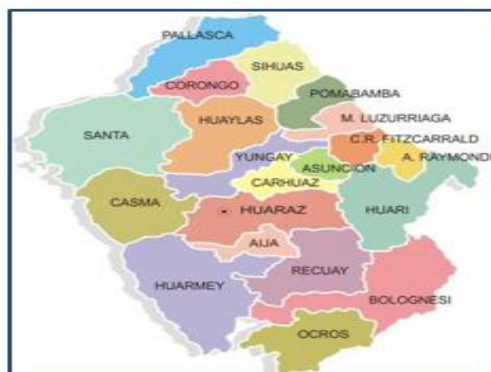 PALLASCA
SIHUAS
CORONGO
POMABAMBA
M. LUZURRIAGA
SANTA
HUAYLAS
C.R. FITZCARRALD
YUNGAY
ASUNCION
A. RAYMONDI
CARHUAZ
CASMA
HUARAZ
HUARI
AIJA
RECUAY
HUARMEY
BOLOGNESI
OCROS